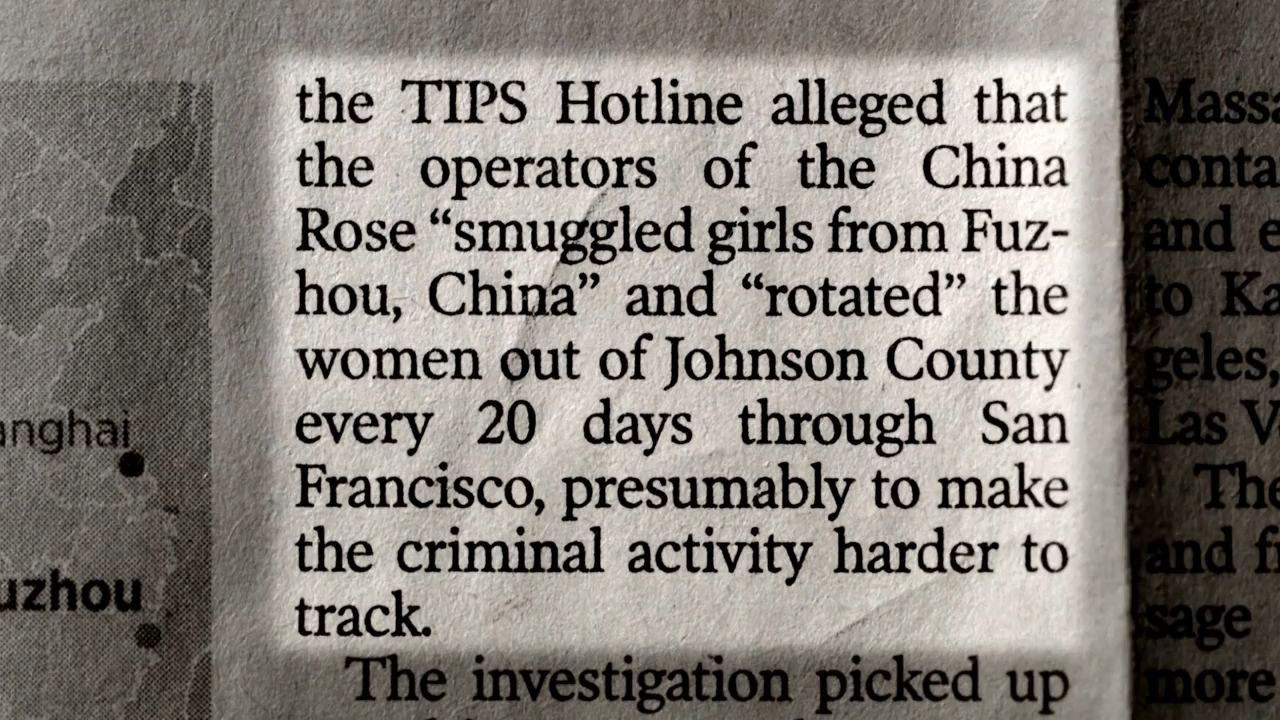 the TIPS Hotline alleged that
the operators of the China
Rose “smuggled girls from Fuz-
hou, China” and “rotated” the
women out of Johnson County
every 20 days through San
Francisco, presumably to make
the criminal activity harder to
track.
The investigation picked up
anghai
uzhou
Mass
conta
and e
to Ka
geles,
Las V
The
and fi
sage
more